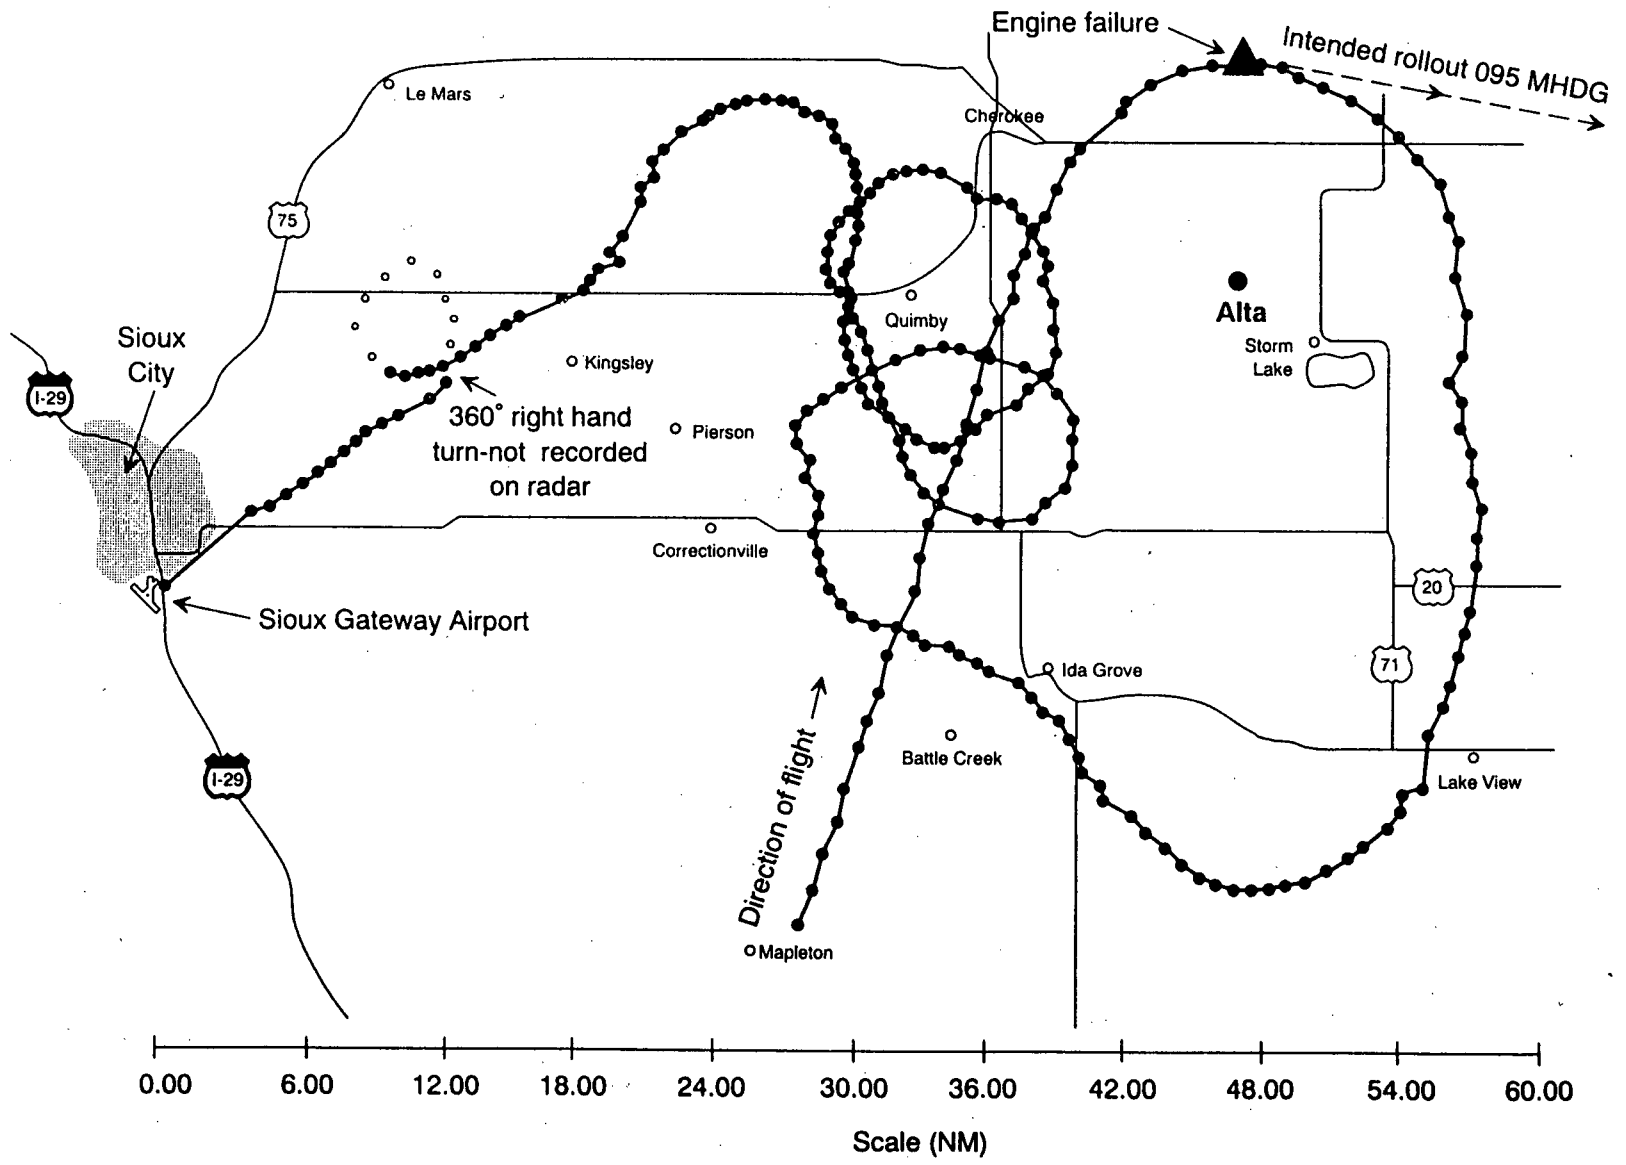 Engine failure
Intended rollout 095 MHDG
Le Mars
Cherokee
75
Alta
Quimby
Sioux
City
Storm
Lake
Kingsley
I-29
360° right hand
turn-not recorded
on radar
Pierson
Correctionville
20
Sioux Gateway Airport
71
Ida Grove
Direction of flight
Battle Creek
I-29
Lake View
Mapleton
0.00 6.00 12.00 18.00 24.00 30.00 36.00 42.00 48.00 54.00 60.00
Scale (NM)